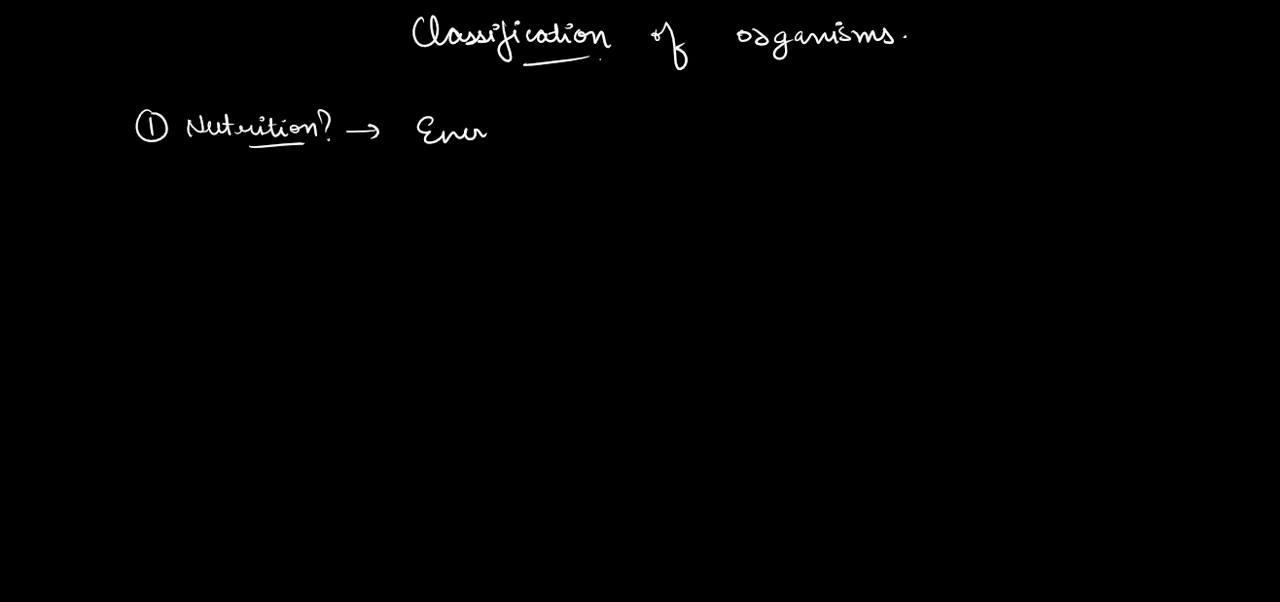 Classification of organisms.
① Nutrition? → Ener